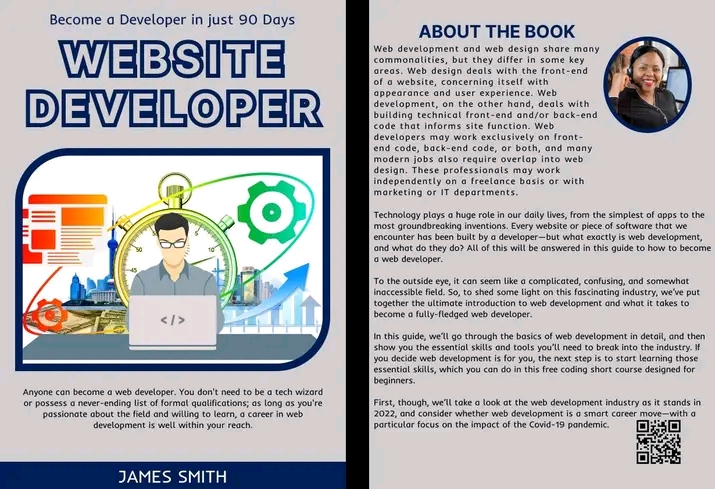 Become a Developer in just 90 Days
WEBSITE
DEVELOPER
</>
Anyone can become a web developer. You don't need to be a tech wizard
or possess a never-ending list of formal qualifications; as long as you're
passionate about the field and willing to learn, a career in web
development is well within your reach.
JAMES SMITH
ABOUT THE BOOK
Web development and web design share many
commonalities, but they differ in some key
areas. Web design deals with the front-end
of a website, concerning itself with
appearance and user experience. Web
development, on the other hand, deals with
building technical front-end and/or back-end
code that informs site function. Web
developers may work exclusively on front-
end code, back-end code, or both, and many
modern jobs also require overlap into web
design. These professionals may work
independently on a freelance basis or with
marketing or IT departments.
Technology plays a huge role in our daily lives, from the simplest of apps to the
most groundbreaking inventions. Every website or piece of software that we
encounter has been built by a developer—but what exactly is web development,
and what do they do? All of this will be answered in this guide to how to become
a web developer.
To the outside eye, it can seem like a complicated, confusing, and somewhat
inaccessible field. So, to shed some light on this fascinating industry, we've put
together the ultimate introduction to web development and what it takes to
become a fully-fledged web developer.
In this guide, we'll go through the basics of web development in detail, and then
show you the essential skills and tools you'll need to break into the industry. If
you decide web development is for you, the next step is to start learning those
essential skills, which you can do in this free coding short course designed for
beginners.
First, though, we'll take a look at the web development industry as it stands in
2022, and consider whether web development is a smart career move—with a
particular focus on the impact of the Covid-19 pandemic.